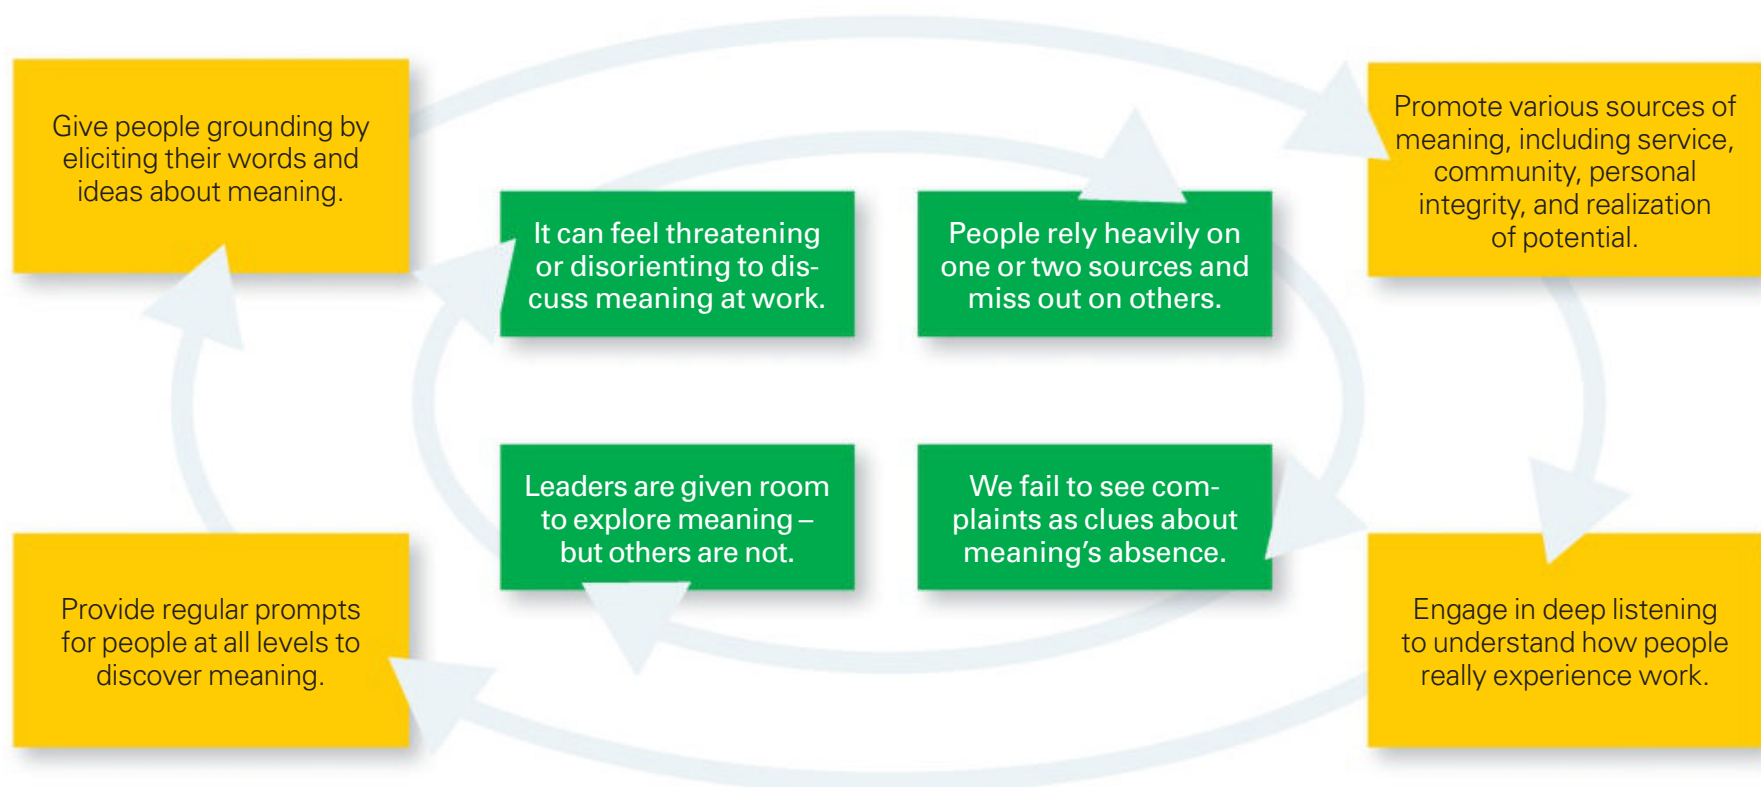 Give people grounding by
eliciting their words and
ideas about meaning.
It can feel threatening
or disorienting to dis-
cuss meaning at work.
People rely heavily on
one or two sources and
miss out on others.
Promote various sources of
meaning, including service,
community, personal
integrity, and realization
of potential.
Provide regular prompts
for people at all levels to
discover meaning.
Leaders are given room
to explore meaning –
but others are not.
We fail to see com-
plaints as clues about
meaning’s absence.
Engage in deep listening
to understand how people
really experience work.